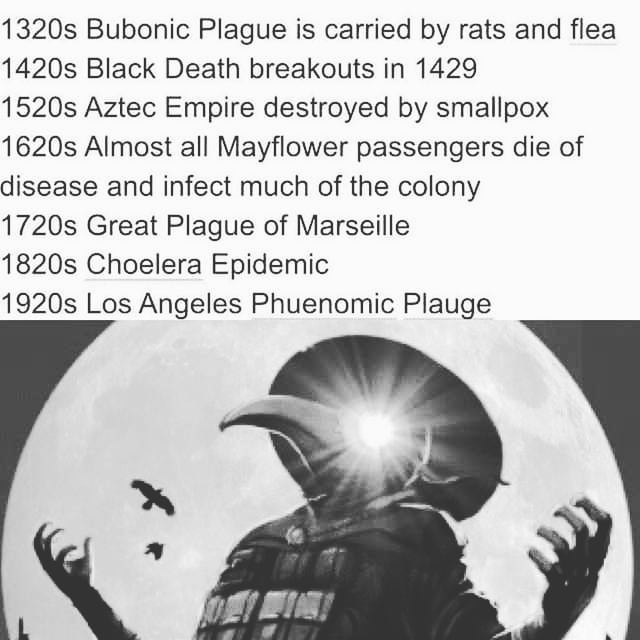 1320s Bubonic Plague is carried by rats and flea
1420s Black Death breakouts in 1429
1520s Aztec Empire destroyed by smallpox
1620s Almost all Mayflower passengers die of
disease and infect much of the colony
1720s Great Plague of Marseille
1820s Choelera Epidemic
1920s Los Angeles Phuenomic Plauge